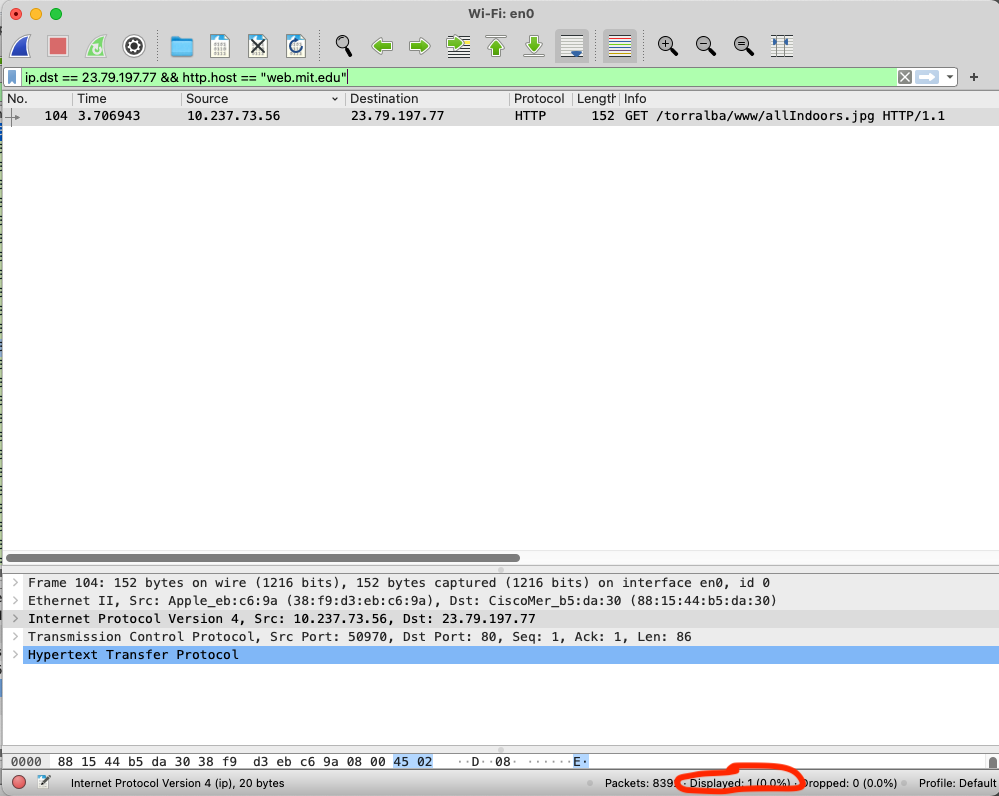 Wi-Fi: en0
ip.dst == 23.79.197.77 && http.host == "web.mit.edu"
No. Time Source Destination Protocol Length Info
104 3.706943 10.237.73.56 23.79.197.77 HTTP 152 GET /torralba/www/allIndoors.jpg HTTP/1.1
Frame 104: 152 bytes on wire (1216 bits), 152 bytes captured (1216 bits) on interface en0, id 0
Ethernet II, Src: Apple_eb:c6:9a (38:f9:d3:eb:c6:9a), Dst: CiscoMer_b5:da:30 (88:15:44:b5:da:30)
Internet Protocol Version 4, Src: 10.237.73.56, Dst: 23.79.197.77
Transmission Control Protocol, Src Port: 50970, Dst Port: 80, Seq: 1, Ack: 1, Len: 86
Hypertext Transfer Protocol
0000 88 15 44 b5 da 30 38 f9 d3 eb c6 9a 08 00 45 02 ··D··08· ······E·
Internet Protocol Version 4 (ip), 20 bytes Packets: Displayed: 1 (0.0%) · Dropped: 0 (0.0%) Profile: Default